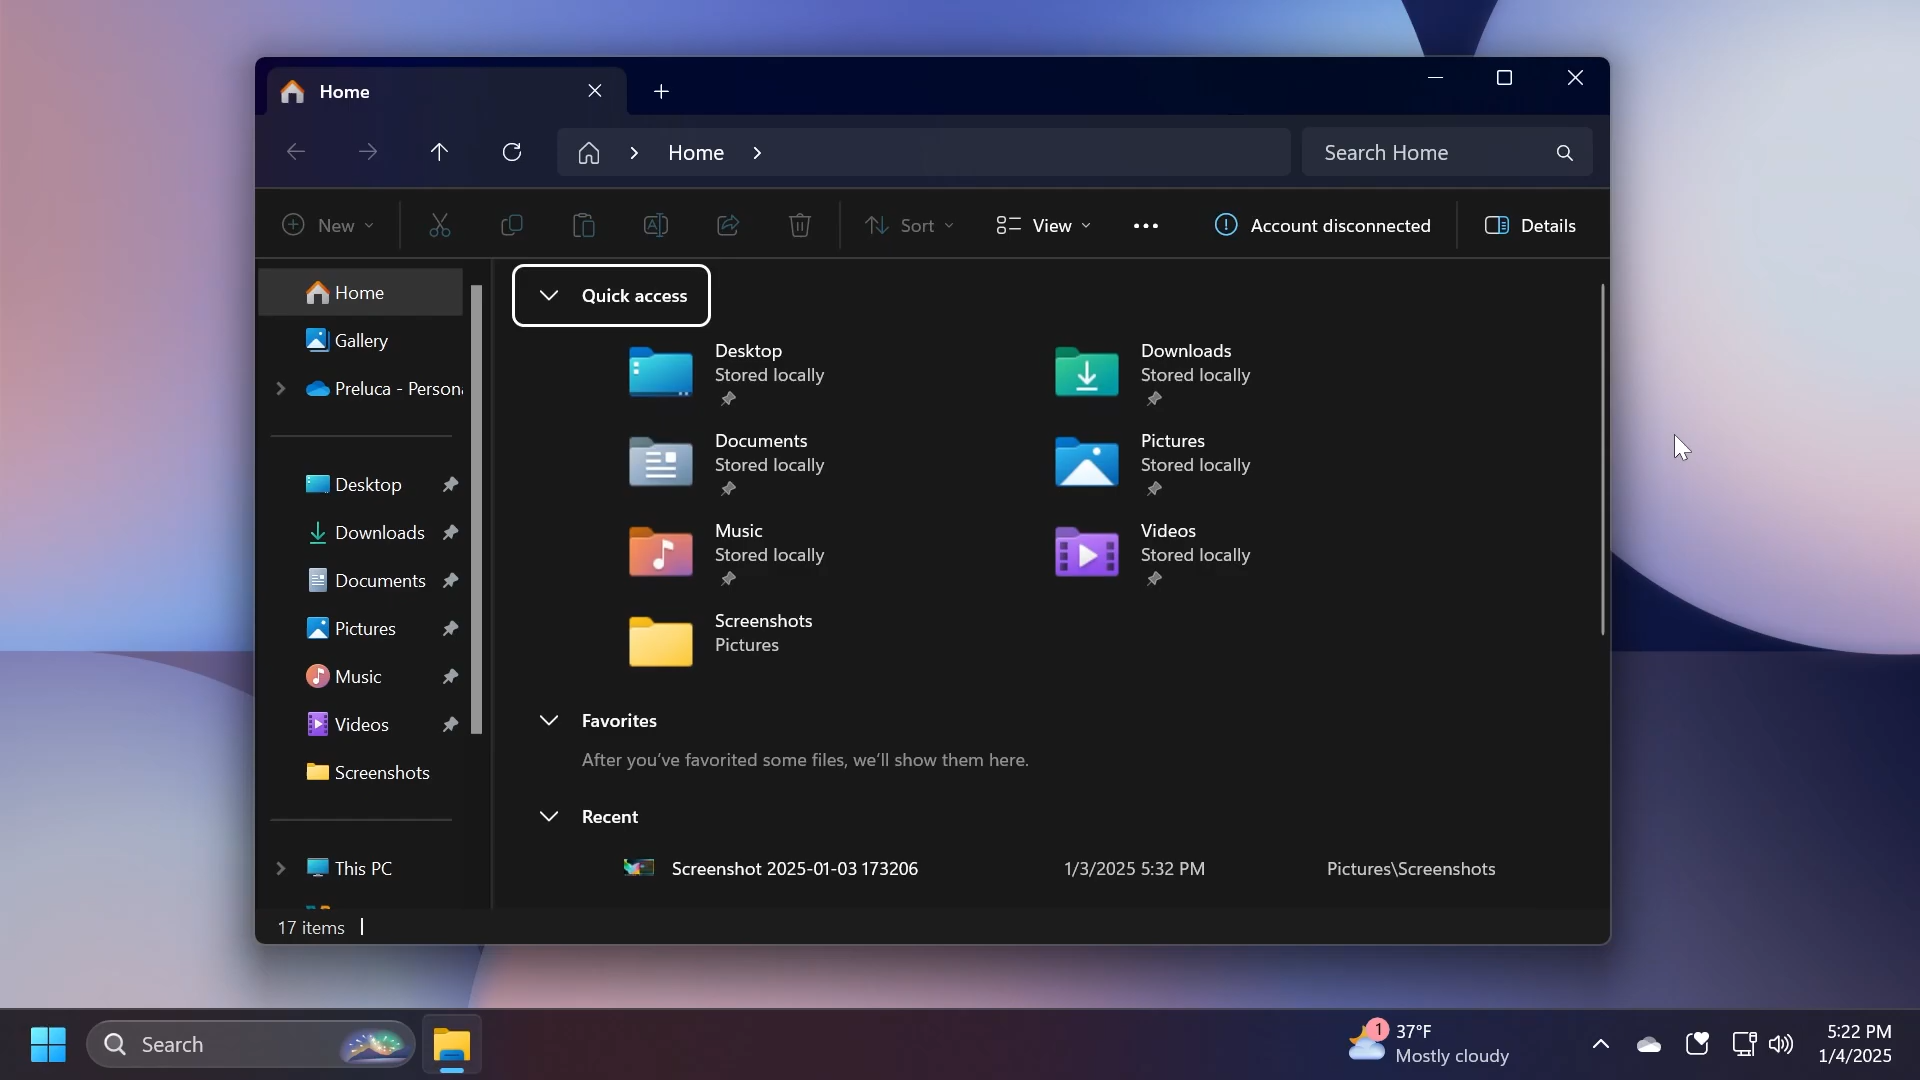 Home
Home
Search Home
New
Sort
View
Account disconnected
Details
Home
Gallery
Preluca -
Desktop
Downloads
Documents
Pictures
Music
Videos
Screenshots
This PC
Quick access
Desktop
Stored locally
Downloads
Stored locally
Documents
Stored locally
Pictures
Stored locally
Music
Stored locally
Videos
Stored locally
Screenshots
Pictures
Favorites
After you've favorited some files, we'll show them here.
Recent
Screenshot 2025-01-03 173206 1/3/2025 5:32 PM Pictures\Screenshots
17 items
Search
1
37°F
Mostly cloudy
5:22 PM
1/4/2025